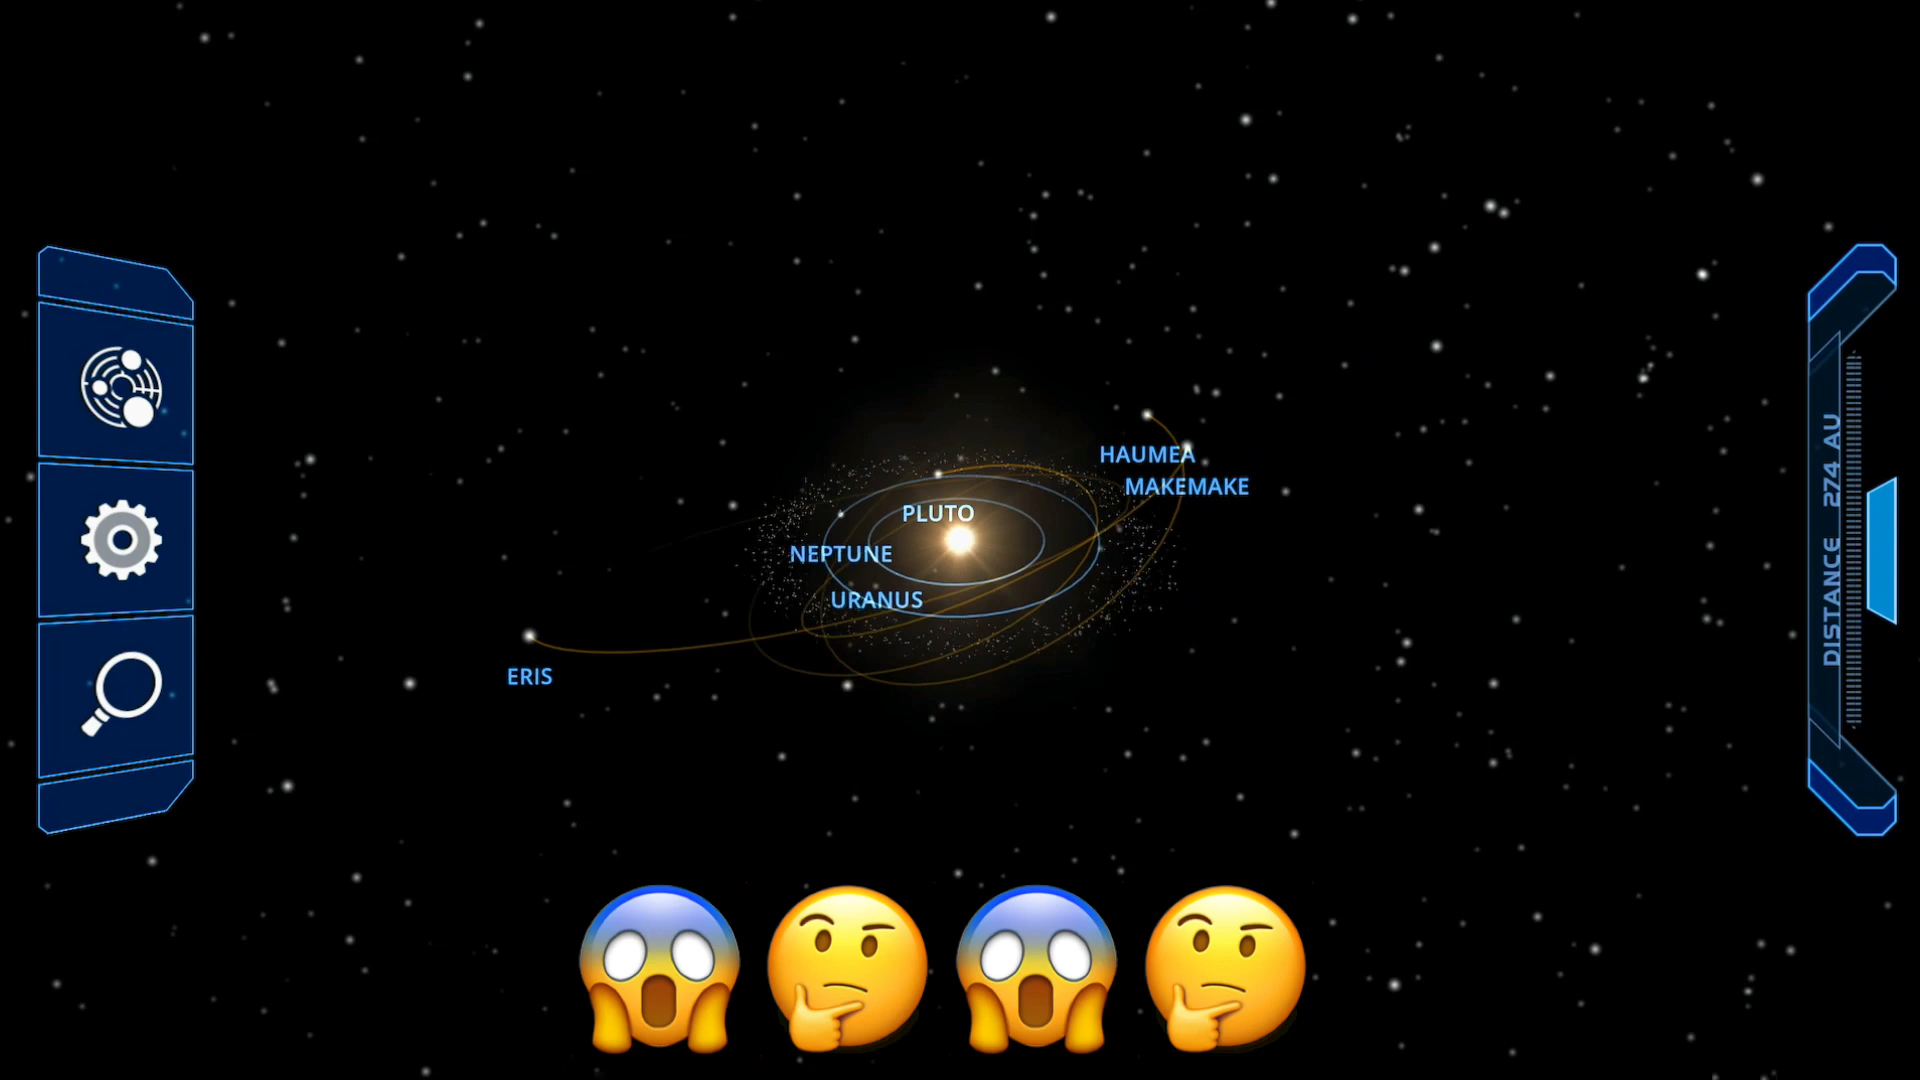 HAUMEA
MAKEMAKE
PLUTO
NEPTUNE
URANUS
ERIS
DISTANCE 274 AU